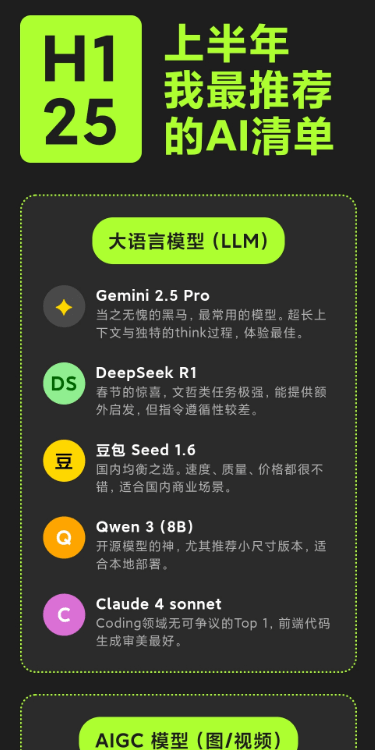 H1
25
上半年
我最推荐
的AI清单
大语言模型（LLM）
Gemini 2.5 Pro
当之无愧的黑马，最常用的模型。超长上
下文与独特的think过程，体验最佳。
DS
DeepSeek R1
春节的惊喜，文哲类任务极强，能提供额
外启发，但指令遵循性较差。
豆
豆包 Seed 1.6
国内均衡之选。速度、质量、价格都很不
错，适合国内商业场景。
Q
Qwen 3 (8B)
开源模型的神，尤其推荐小尺寸版本，适
合本地部署。
C
Claude 4 sonnet
Coding领域无可争议的Top 1，前端代码
生成审美最好。
AIGC 模型（图/视频）